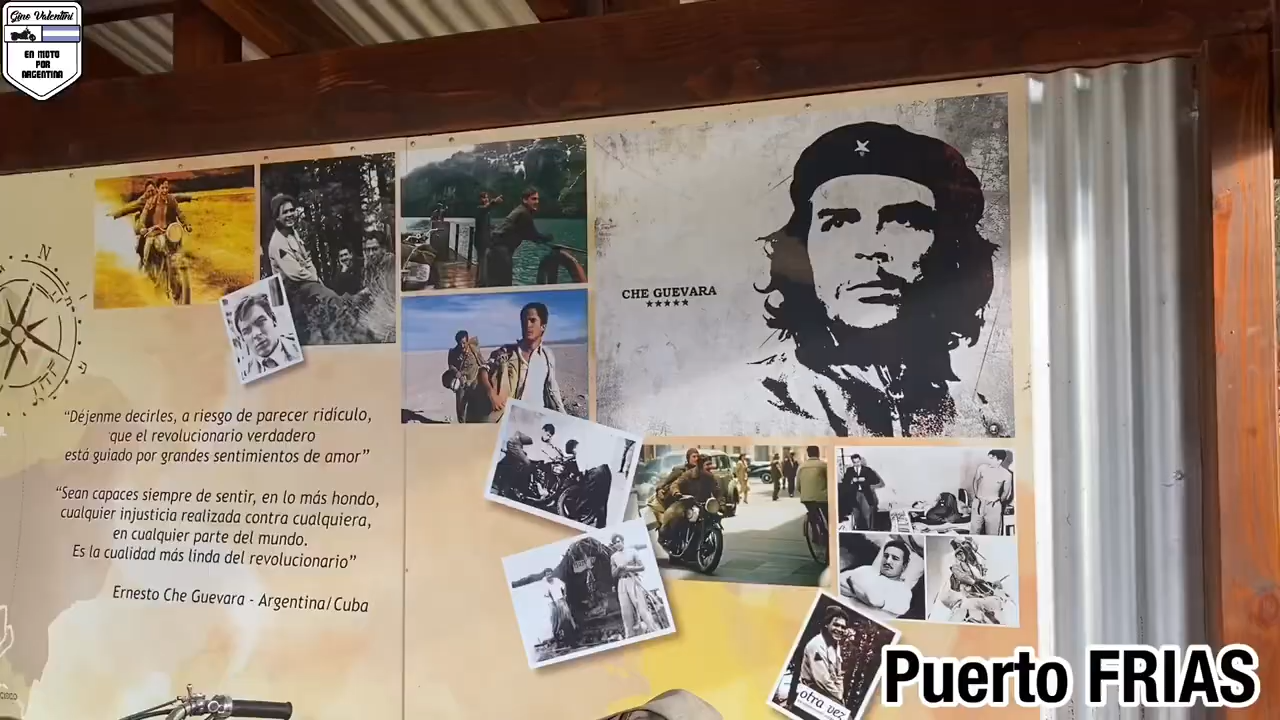 Gino Valentini
EN MOTO
POR
ARGENTINA
N
CHE GUEVARA
“Déjenme decirles, a riesgo de parecer ridículo,
que el revolucionario verdadero
está guiado por grandes sentimientos de amor”
“Sean capaces siempre de sentir, en lo más hondo,
cualquier injusticia realizada contra cualquiera,
en cualquier parte del mundo.
Es la cualidad más linda del revolucionario”
Ernesto Che Guevara - Argentina/Cuba
otra vez
Puerto FRIAS